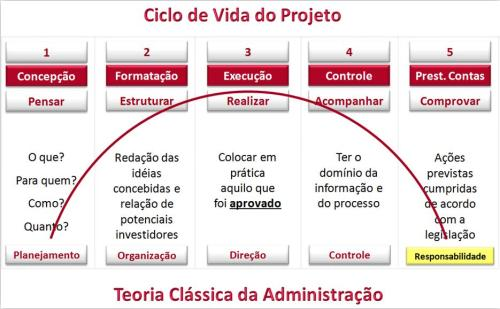 Ciclo de Vida do Projeto
1
Concepção
Pensar
O que?
Para quem?
Como?
Quanto?
Planejamento
2
Formatação
Estruturar
Redação das
idéias
concebidas e
relação de
potenciais
investidores
Organização
3
Execução
Realizar
Colocar em
prática
aquilo que
foi aprovado
Direção
4
Controle
Acompanhar
Ter o
domínio da
informação e
do processo
Controle
5
Prest. Contas
Comprovar
Ações
previstas
cumpridas
de acordo
com a
legislação
Responsabilidade
Teoria Clássica da Administração